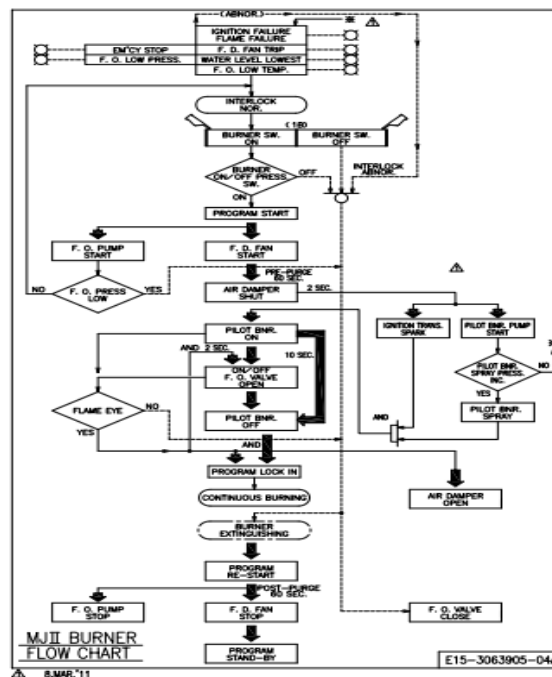 (ABNOR.)
IGNITION FAILURE
FLAME FAILURE
EM'CY STOP
F. D. FAN TRIP
F. O. LOW PRESS.
WATER LEVEL LOWEST
F. O. LOW TEMP.
INTERLOCK
NOR.
BURNER SW.
ON
BURNER SW.
OFF
BURNER
ON/OFF PRESS.
SW.
OFF
INTERLOCK
ABNOR.
ON
PROGRAM START
F. O. PUMP
START
F. D. FAN
START
PRE-PURGE
60 SEC.
NO
F. O. PRESS
LOW
YES
AIR DAMPER
SHUT
2 SEC.
PILOT BNR.
ON
IGNITION TRANS.
SPARK
PILOT BNR. PUMP
START
AND 2 SEC.
10 SEC.
ON/OFF
F. O. VALVE
OPEN
PILOT BNR.
SPRAY PRESS.
INC.
NO
YES
FLAME EYE
NO
PILOT BNR.
OFF
AND
PILOT BNR.
SPRAY
YES
AND
PROGRAM LOCK IN
CONTINUOUS BURNING
AIR DAMPER
OPEN
BURNER
EXTINGUISHING
PROGRAM
RE-START
POST-PURGE
60 SEC.
F. O. PUMP
STOP
F. D. FAN
STOP
F. O. VALVE
CLOSE
MJII BURNER
FLOW CHART
PROGRAM
STAND-BY
E15-3063905-04
8.MAR.'11